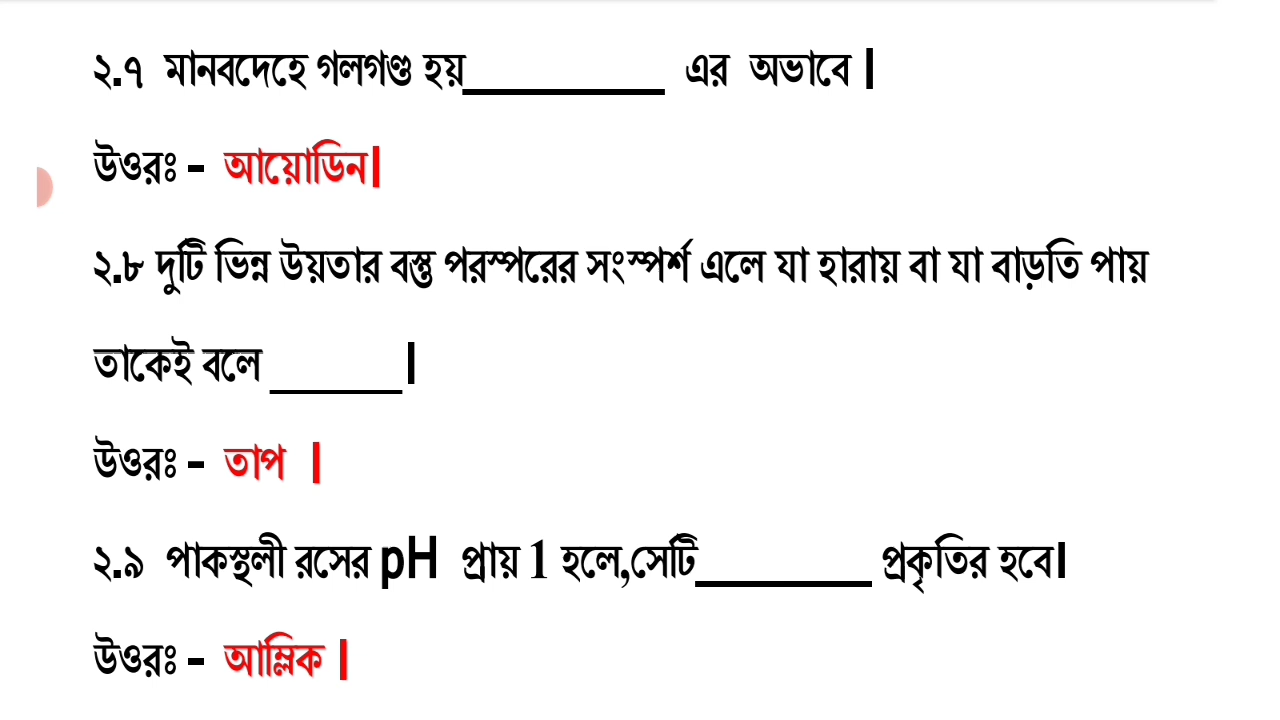 ২.৭ মানবদেহে গলগণ্ড হয়_________ এর অভাবে।
উওরঃ - আয়োডিন।
২.৮ দুটি ভিন্ন উয়তার বস্তু পরস্পরের সংস্পর্শ এলে যা হারায় বা যা বাড়তি পায়
তাকেই বলে ______।
উওরঃ - তাপ ।
২.৯ পাকস্থলী রসের pH প্রায় 1 হলে,সেটি________ প্রকৃতির হবে।
উওরঃ - আম্লিক ।